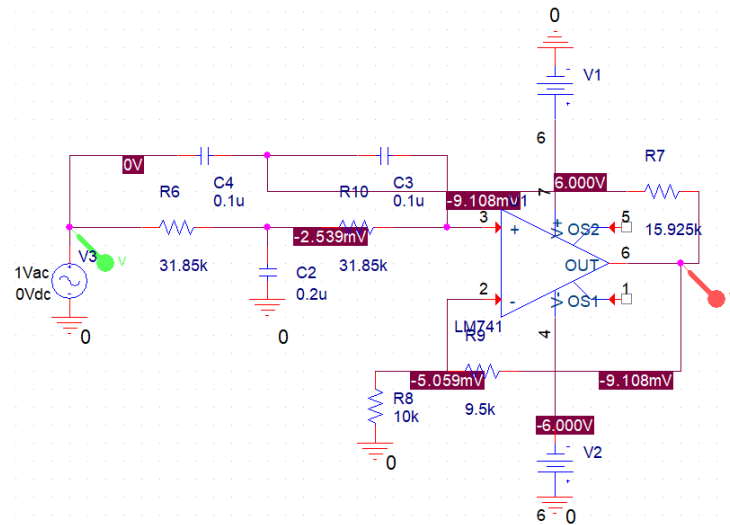 0
V1
6
R7
0V
C4
0.1u
C3
0.1u
R6
R10
-9.108mV
U1
7
6.000V
15.925k
3
+
V+
OS2
5
-2.539mV
31.85k
31.85k
V3
V
1Vac
0Vdc
C2
0.2u
OUT
6
2
-
V-
OS1
1
0
0
LM741
4
R9
-5.059mV
-9.108mV
R8
10k
9.5k
-6.000V
0
V2
6
0